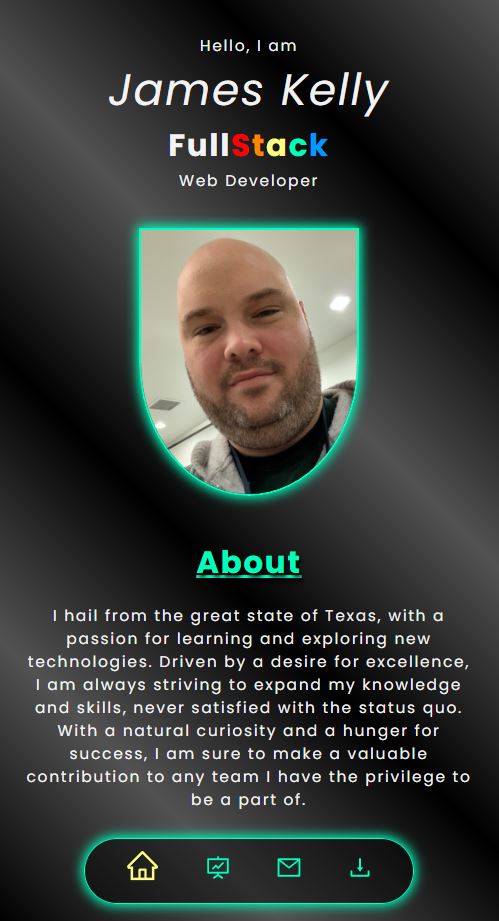 Hello, I am
James Kelly
FullStack
Web Developer
About
I hail from the great state of Texas, with a
passion for learning and exploring new
technologies. Driven by a desire for excellence,
I am always striving to expand my knowledge
and skills, never satisfied with the status quo.
With a natural curiosity and a hunger for
success, I am sure to make a valuable
contribution to any team I have the privilege to
be a part of.